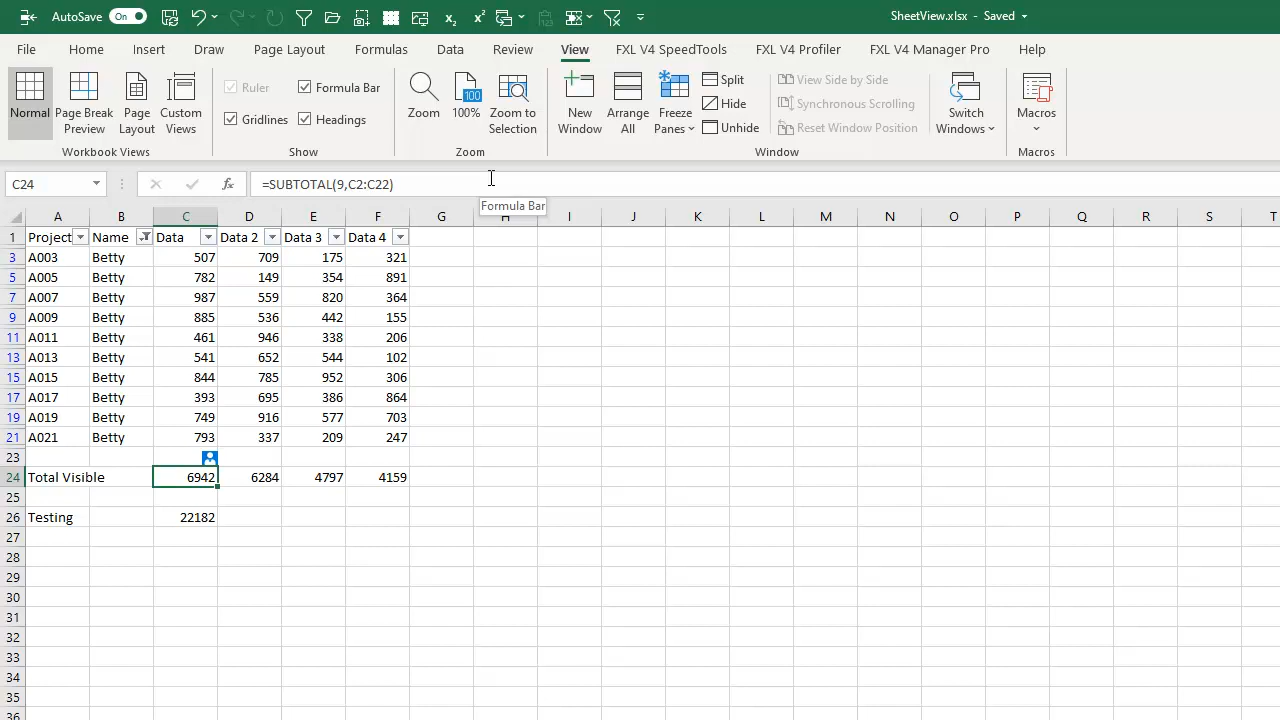 AutoSave On SheetView.xlsx - Saved
x₂ x²
File Home Insert Draw Page Layout Formulas Data Review View FXL V4 SpeedTools FXL V4 Profiler FXL V4 Manager Pro Help
Normal Page Break Preview Page Layout Custom Views
Workbook Views
Ruler Formula Bar
Gridlines Headings
Show
Zoom 100% Zoom to Selection
100
Zoom
New Window Arrange All Freeze Panes
Split View Side by Side
Hide Synchronous Scrolling
Unhide Reset Window Position
Switch Windows
Window
Macros
Macros
C24 fx =SUBTOTAL(9,C2:C22)
Formula Bar
A B C D E F G H I J K L M N O P Q R S T
1 Project Name Data Data 2 Data 3 Data 4
3 A003 Betty 507 709 175 321
5 A005 Betty 782 149 354 891
7 A007 Betty 987 559 820 364
9 A009 Betty 885 536 442 155
11 A011 Betty 461 946 338 206
13 A013 Betty 541 652 544 102
15 A015 Betty 844 785 952 306
17 A017 Betty 393 695 386 864
19 A019 Betty 749 916 577 703
21 A021 Betty 793 337 209 247
23
24 Total Visible 6942 6284 4797 4159
25
26 Testing 22182
27
28
29
30
31
32
33
34
35
36